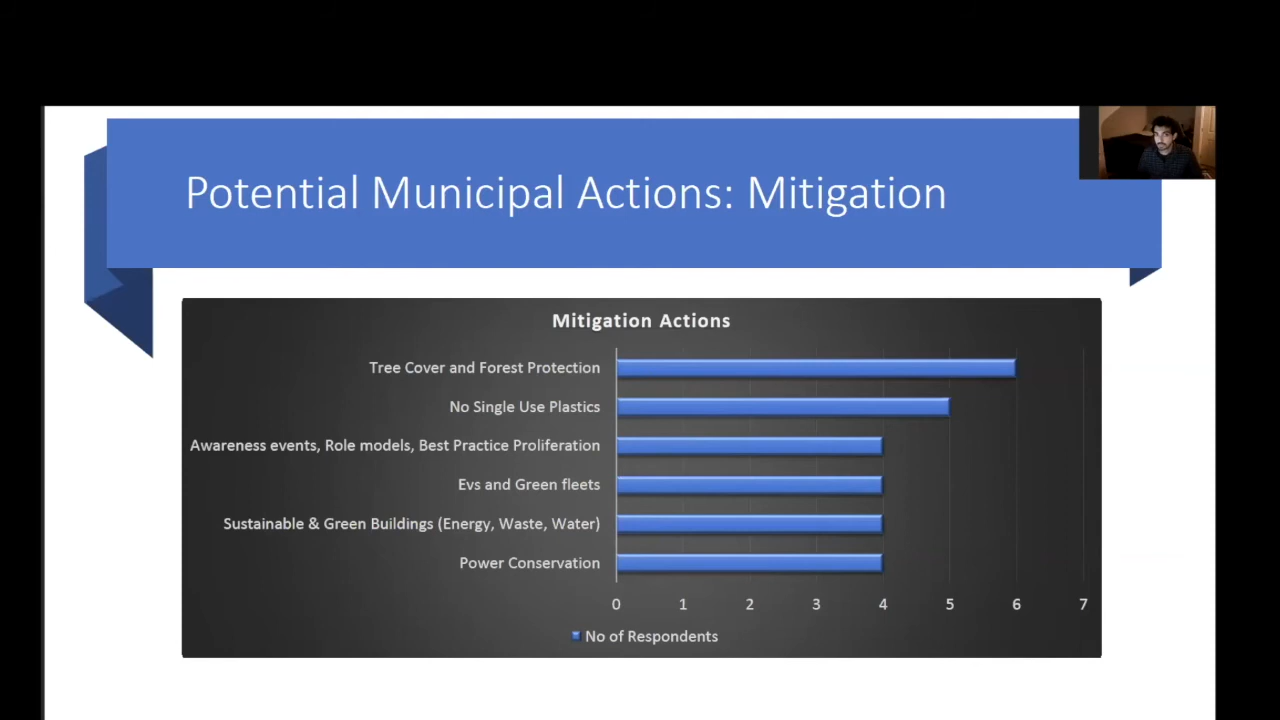 Potential Municipal Actions: Mitigation
Mitigation Actions
Tree Cover and Forest Protection
No Single Use Plastics
Awareness events, Role models, Best Practice Proliferation
Evs and Green fleets
Sustainable & Green Buildings (Energy, Waste, Water)
Power Conservation
0 1 2 3 4 5 6 7
No of Respondents